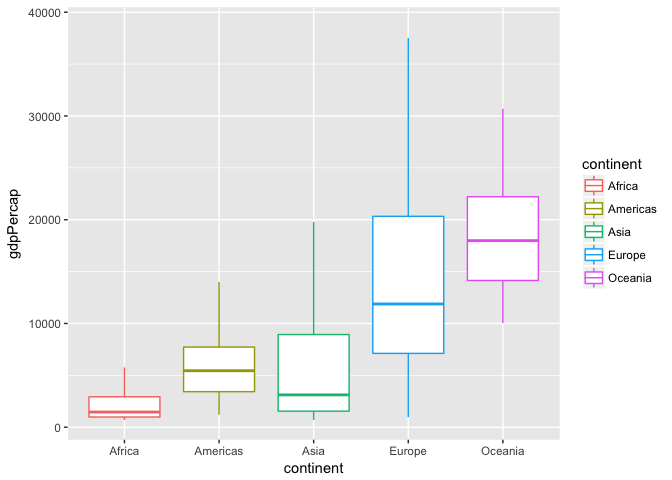 40000
30000
20000
10000
0
gdpPercap
Africa
Americas
Asia
Europe
Oceania
continent
continent
Africa
Americas
Asia
Europe
Oceania